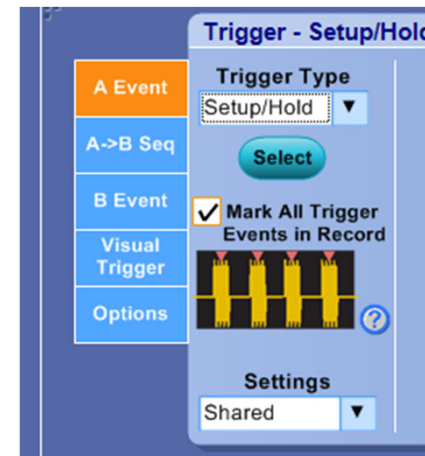 Trigger - Setup/Hold
A Event
A->B Seq
B Event
Visual
Trigger
Options
Trigger Type
Setup/Hold
Select
Mark All Trigger
Events in Record
?
Settings
Shared